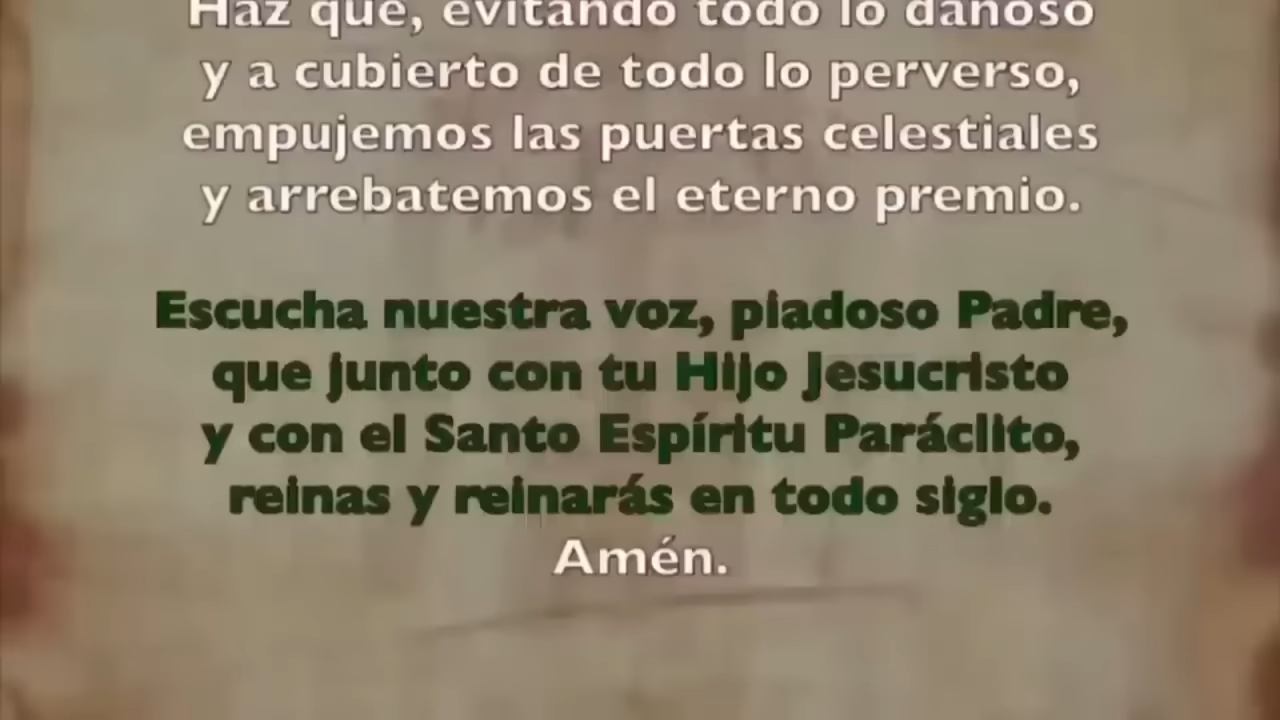 Haz que, evitando todo lo dañoso
y a cubierto de todo lo perverso,
empujemos las puertas celestiales
y arrebatemos el eterno premio.
Escucha nuestra voz, piadoso Padre,
que junto con tu Hijo Jesucristo
y con el Santo Espíritu Paráclito,
reinas y reinarás en todo siglo.
Amén.